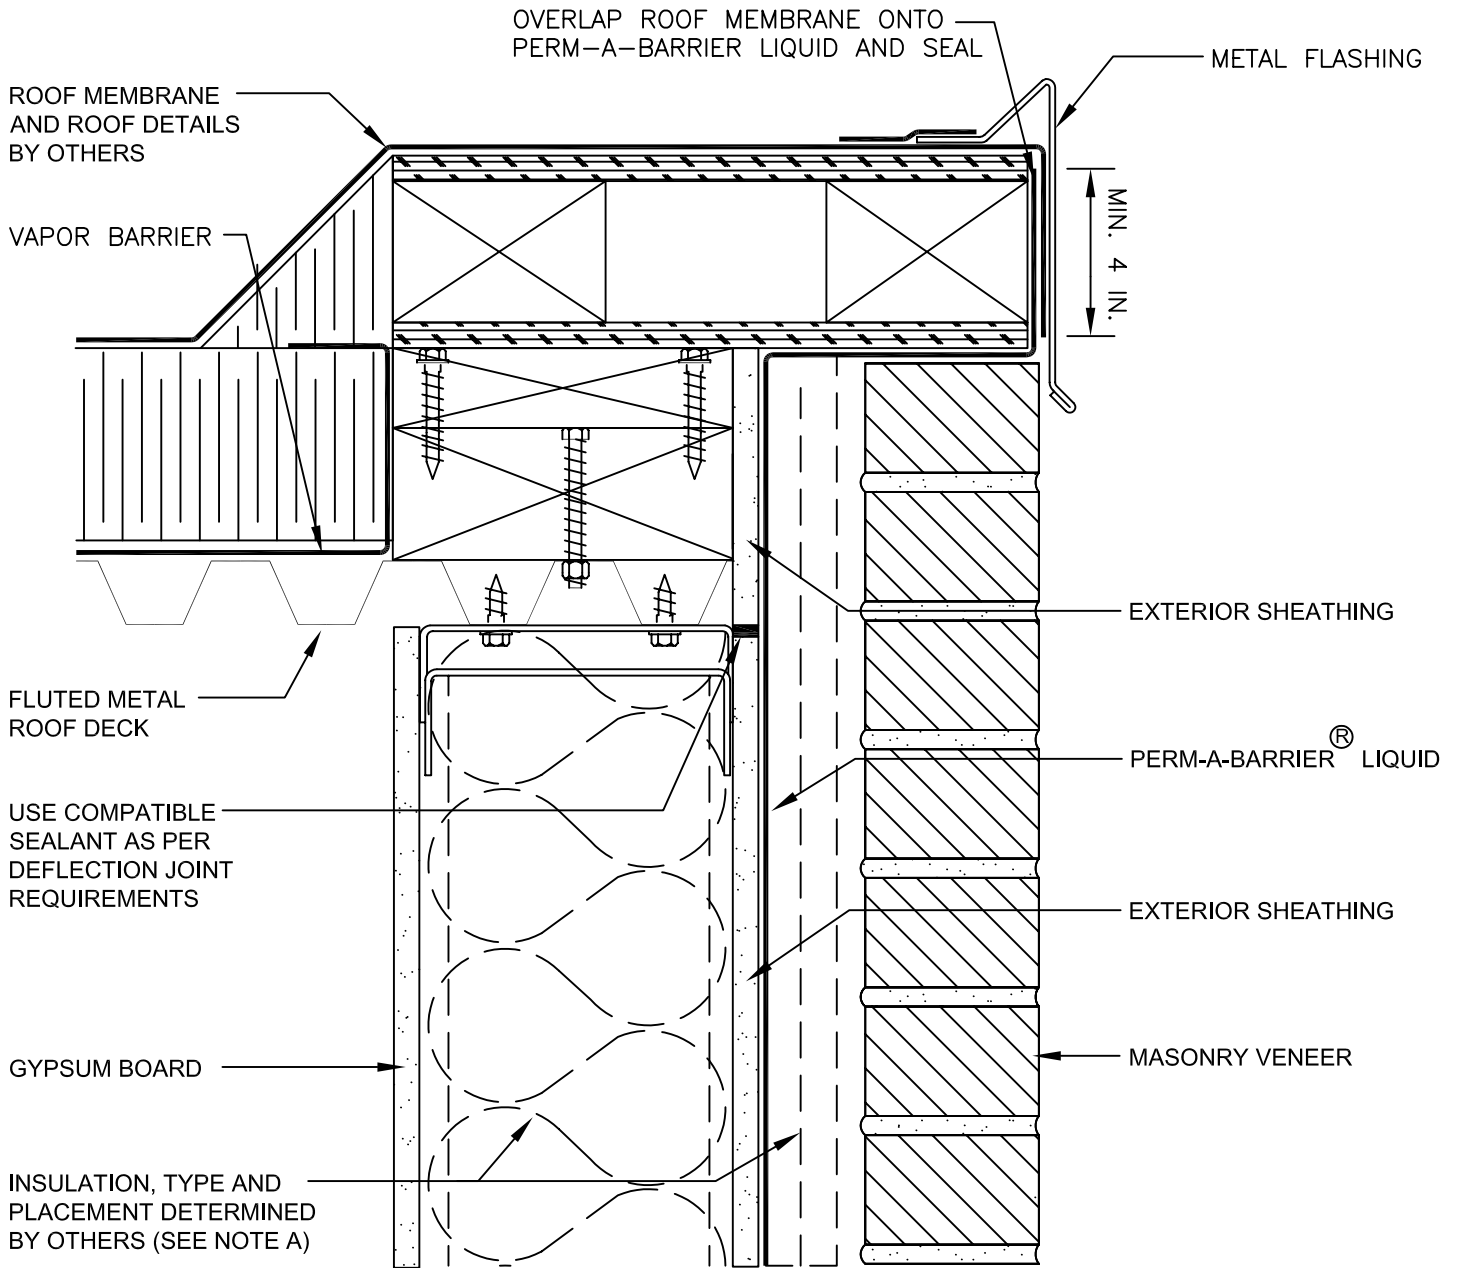 OVERLAP ROOF MEMBRANE ONTO
PERM-A-BARRIER LIQUID AND SEAL
METAL FLASHING
ROOF MEMBRANE
AND ROOF DETAILS
BY OTHERS
VAPOR BARRIER
MIN. 4 IN.
EXTERIOR SHEATHING
FLUTED METAL
ROOF DECK
PERM-A-BARRIER® LIQUID
USE COMPATIBLE
SEALANT AS PER
DEFLECTION JOINT
REQUIREMENTS
EXTERIOR SHEATHING
GYPSUM BOARD
MASONRY VENEER
INSULATION, TYPE AND
PLACEMENT DETERMINED
BY OTHERS (SEE NOTE A)